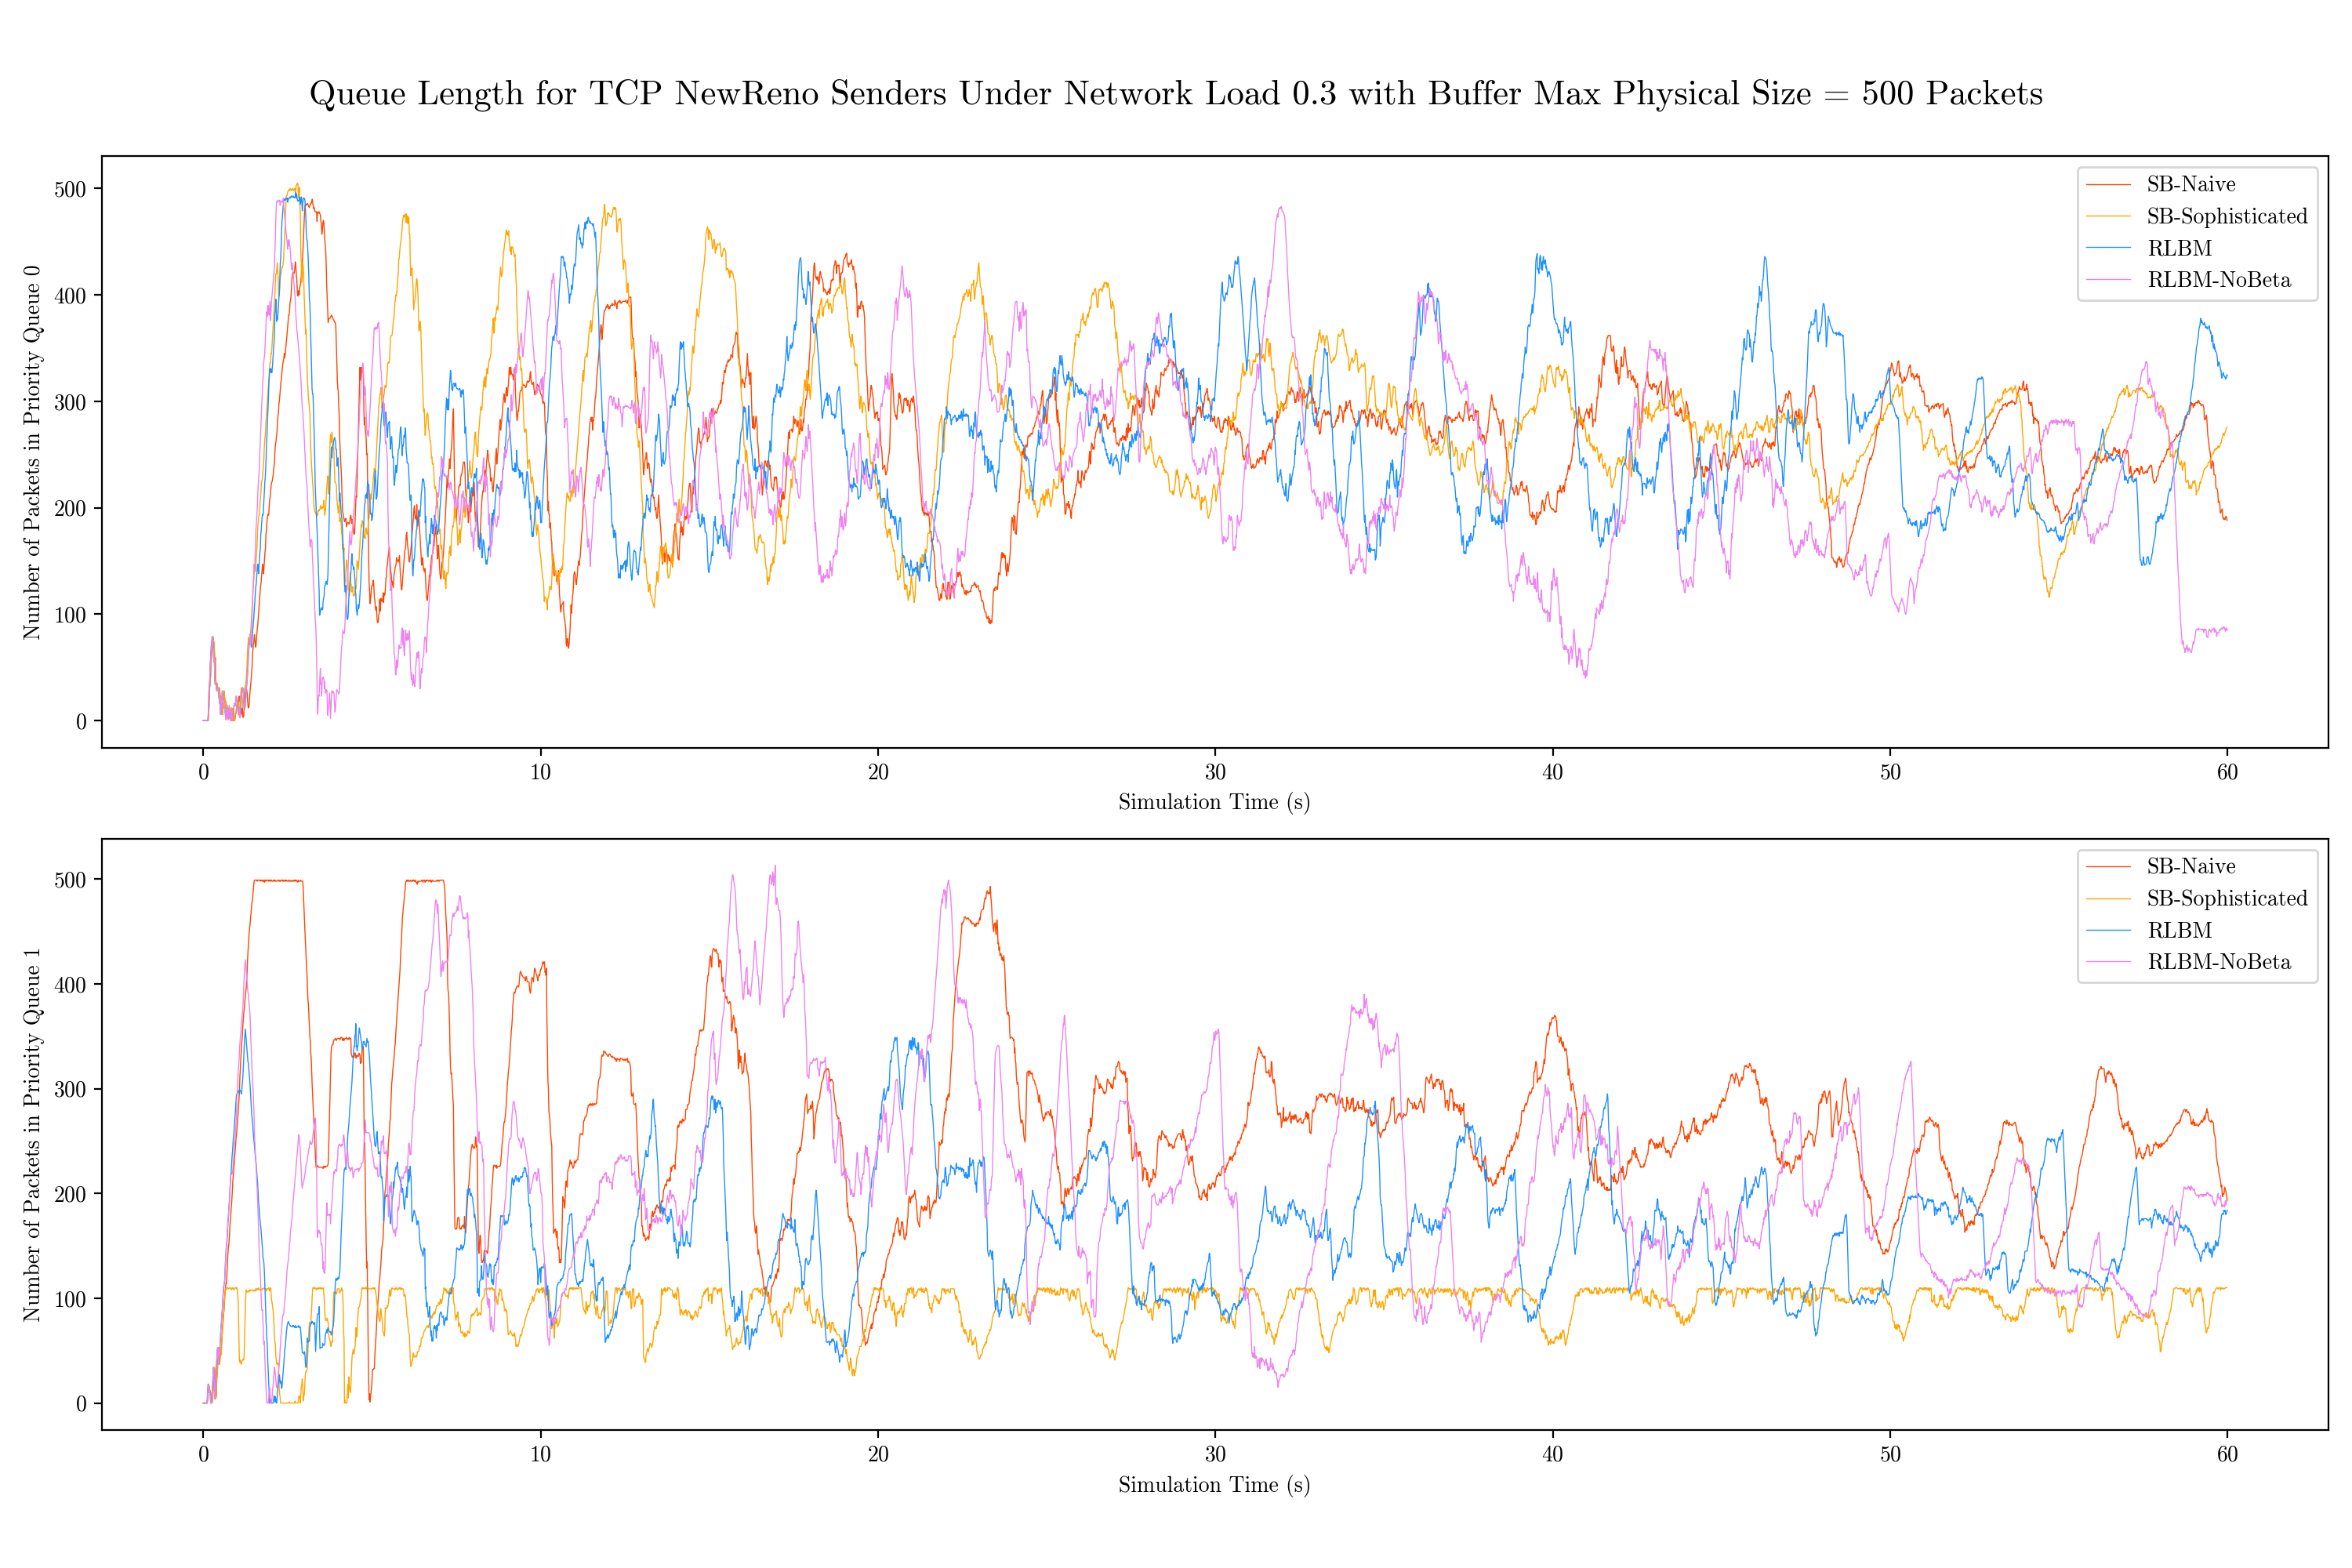 Queue Length for TCP NewReno Senders Under Network Load 0.3 with Buffer Max Physical Size = 500 Packets
Number of Packets in Priority Queue 0
500
400
300
200
100
0
SB-Naive
SB-Sophisticated
RLBM
RLBM-NoBeta
0 10 20 30 40 50 60
Simulation Time (s)
Number of Packets in Priority Queue 1
500
400
300
200
100
0
SB-Naive
SB-Sophisticated
RLBM
RLBM-NoBeta
0 10 20 30 40 50 60
Simulation Time (s)